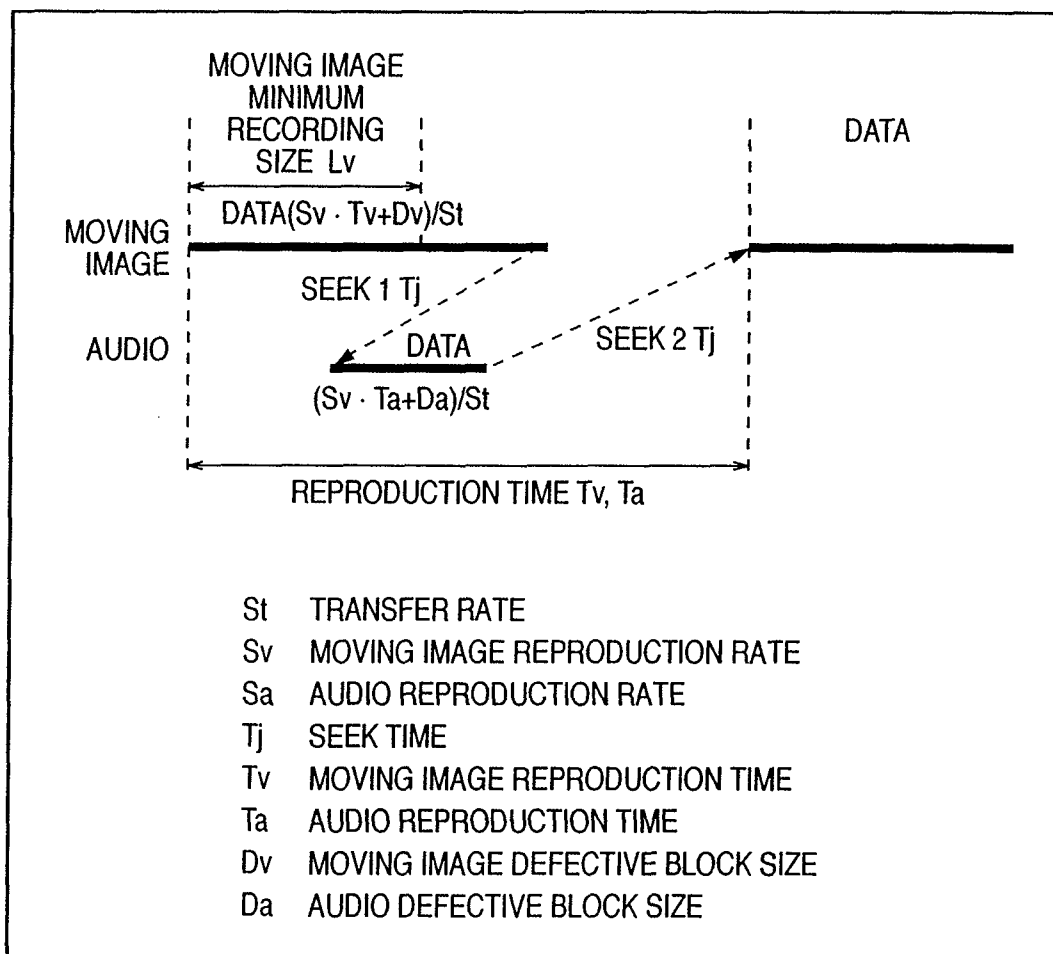 MOVING IMAGE
MINIMUM
RECORDING
SIZE Lv
DATA
DATA(Sv · Tv+Dv)/St
MOVING
IMAGE
SEEK 1 Tj
AUDIO
DATA
SEEK 2 Tj
(Sv · Ta+Da)/St
REPRODUCTION TIME Tv, Ta
St TRANSFER RATE
Sv MOVING IMAGE REPRODUCTION RATE
Sa AUDIO REPRODUCTION RATE
Tj SEEK TIME
Tv MOVING IMAGE REPRODUCTION TIME
Ta AUDIO REPRODUCTION TIME
Dv MOVING IMAGE DEFECTIVE BLOCK SIZE
Da AUDIO DEFECTIVE BLOCK SIZE